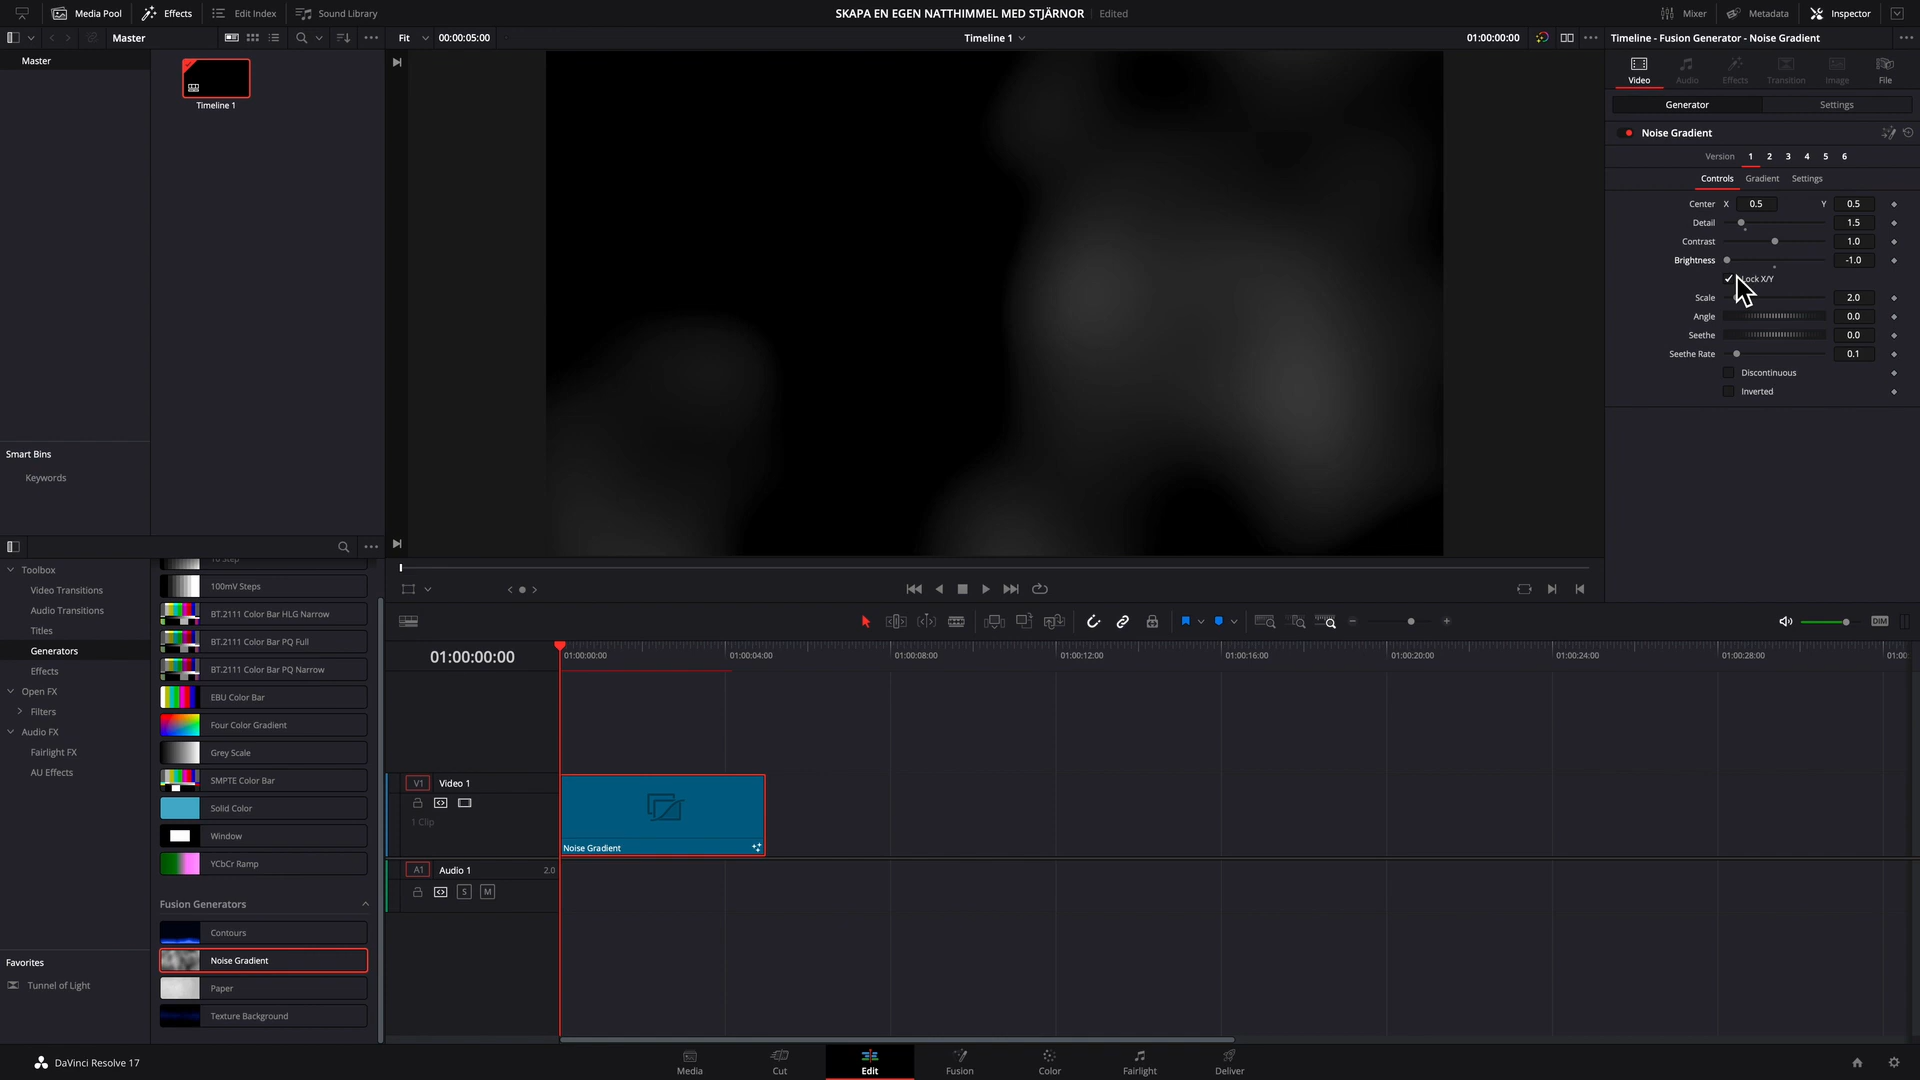 Media Pool
Effects
Edit Index
Sound Library
SKAPA EN EGEN NATTHIMMEL MED STJÄRNOR
Edited
Mixer
Metadata
Inspector
Master
Fit
00:00:05:00
Timeline 1
01:00:00:00
Timeline - Fusion Generator - Noise Gradient
Master
Timeline 1
Video
Audio
Effects
Transition
Image
File
Generator
Settings
Noise Gradient
Version 1 2 3 4 5 6
Controls
Gradient
Settings
Center X 0.5 Y 0.5
Detail 1.5
Contrast 1.0
Brightness -1.0
Lock X/Y
Scale 2.0
Angle 0.0
Seethe 0.0
Seethe Rate 0.1
Discontinuous
Inverted
Smart Bins
Keywords
Toolbox
Video Transitions
Audio Transitions
Titles
Generators
Effects
Open FX
Filters
Audio FX
Fairlight FX
AU Effects
Favorites
Tunnel of Light
100mV Steps
BT.2111 Color Bar HLG Narrow
BT.2111 Color Bar PQ Full
BT.2111 Color Bar PQ Narrow
EBU Color Bar
Four Color Gradient
Grey Scale
SMPTE Color Bar
Solid Color
Window
YCbCr Ramp
Fusion Generators
Contours
Noise Gradient
Paper
Texture Background
DIM
01:00:00:00
01:00:00:00
01:00:04:00
01:00:08:00
01:00:12:00
01:00:16:00
01:00:20:00
01:00:24:00
01:00:28:00
01:00:
V1
Video 1
1 Clip
Noise Gradient
A1
Audio 1
2.0
S
M
DaVinci Resolve 17
Media
Cut
Edit
Fusion
Color
Fairlight
Deliver